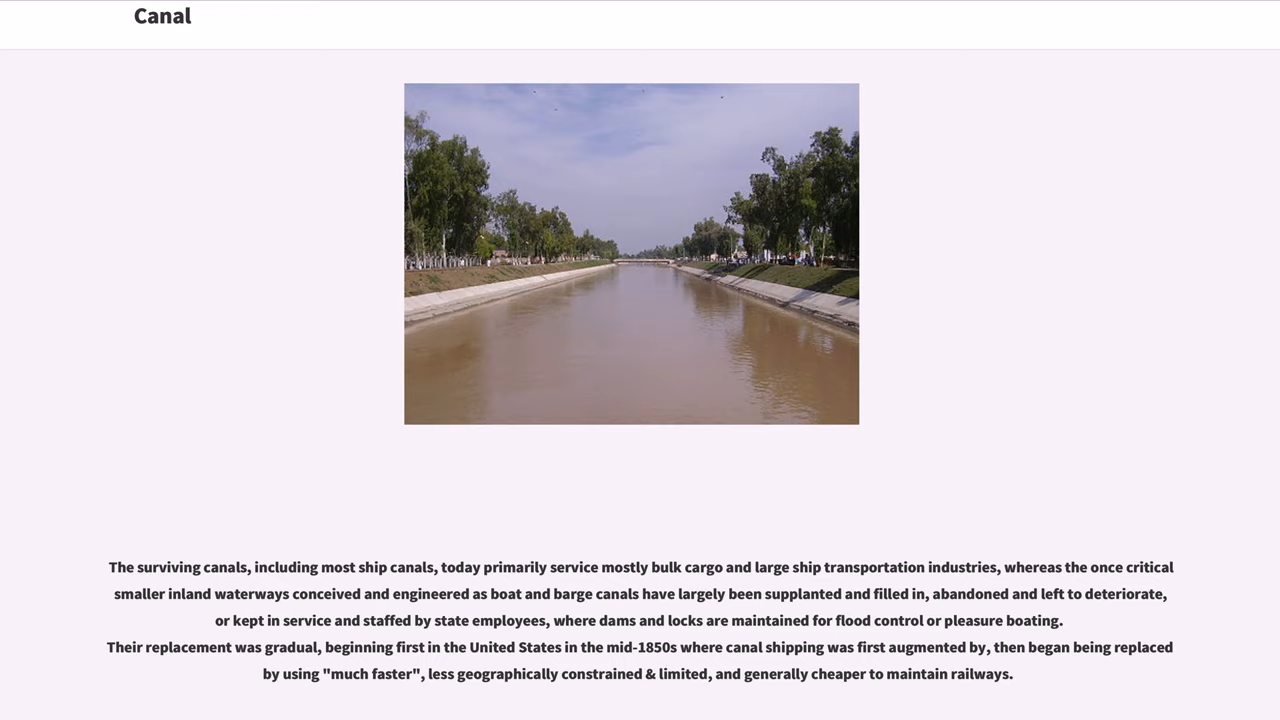 Canal
The surviving canals, including most ship canals, today primarily service mostly bulk cargo and large ship transportation industries, whereas the once critical
smaller inland waterways conceived and engineered as boat and barge canals have largely been supplanted and filled in, abandoned and left to deteriorate,
or kept in service and staffed by state employees, where dams and locks are maintained for flood control or pleasure boating.
Their replacement was gradual, beginning first in the United States in the mid-1850s where canal shipping was first augmented by, then began being replaced
by using "much faster", less geographically constrained & limited, and generally cheaper to maintain railways.